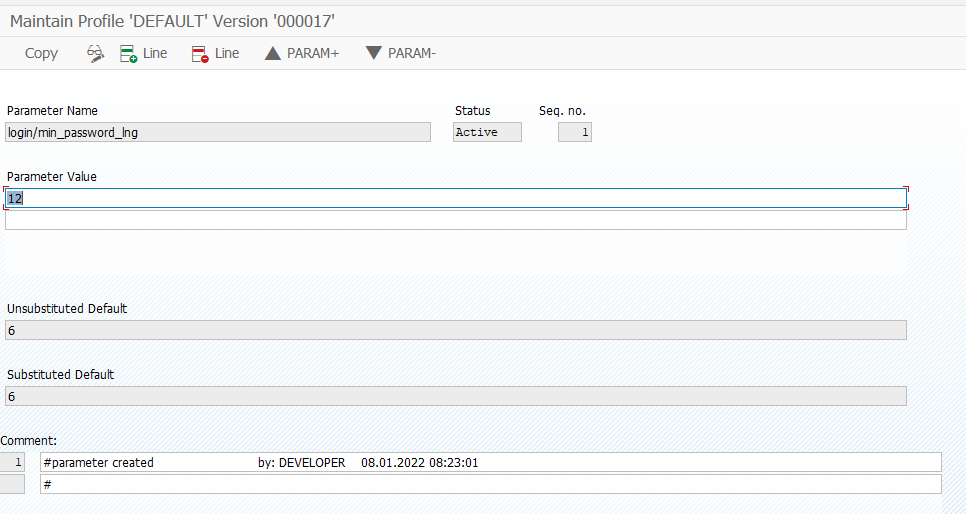 Maintain Profile 'DEFAULT' Version '000017'
Copy Line Line PARAM+ PARAM-
Parameter Name Status Seq. no.
login/min_password_lng Active 1
Parameter Value
12
Unsubstituted Default
6
Substituted Default
6
Comment:
1 #parameter created by: DEVELOPER 08.01.2022 08:23:01
#